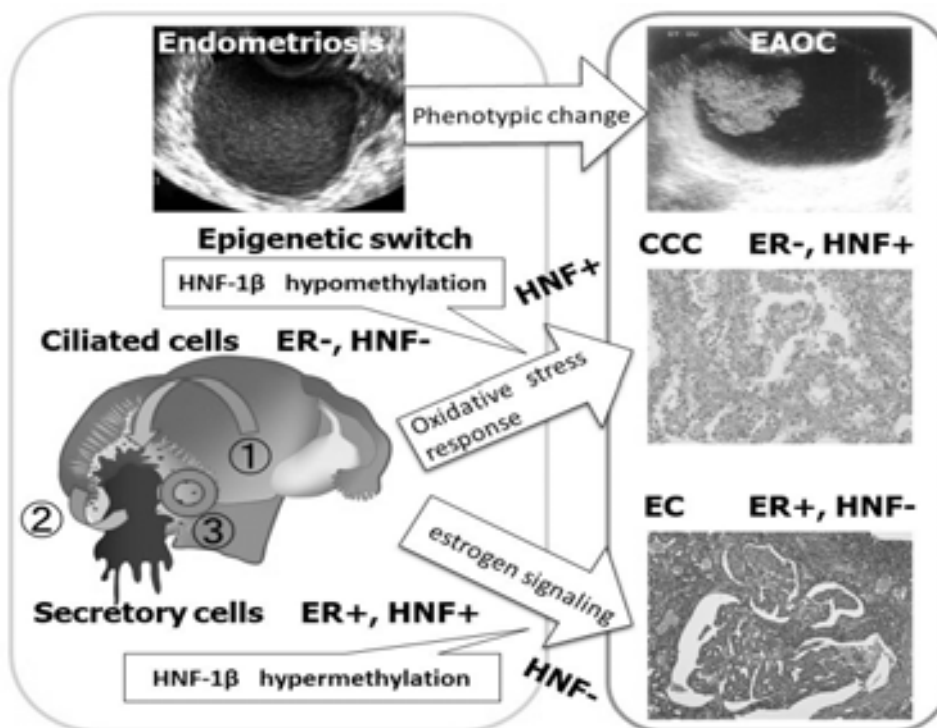 Endometriosis
EAOC
Phenotypic change
Epigenetic switch
CCC ER-, HNF+
HNF-1β hypomethylation
HNF+
Ciliated cells ER-, HNF-
Oxidative stress
response
①
②
③
EC ER+, HNF-
estrogen signaling
Secretory cells ER+, HNF+
HNF-1β hypermethylation
HNF-